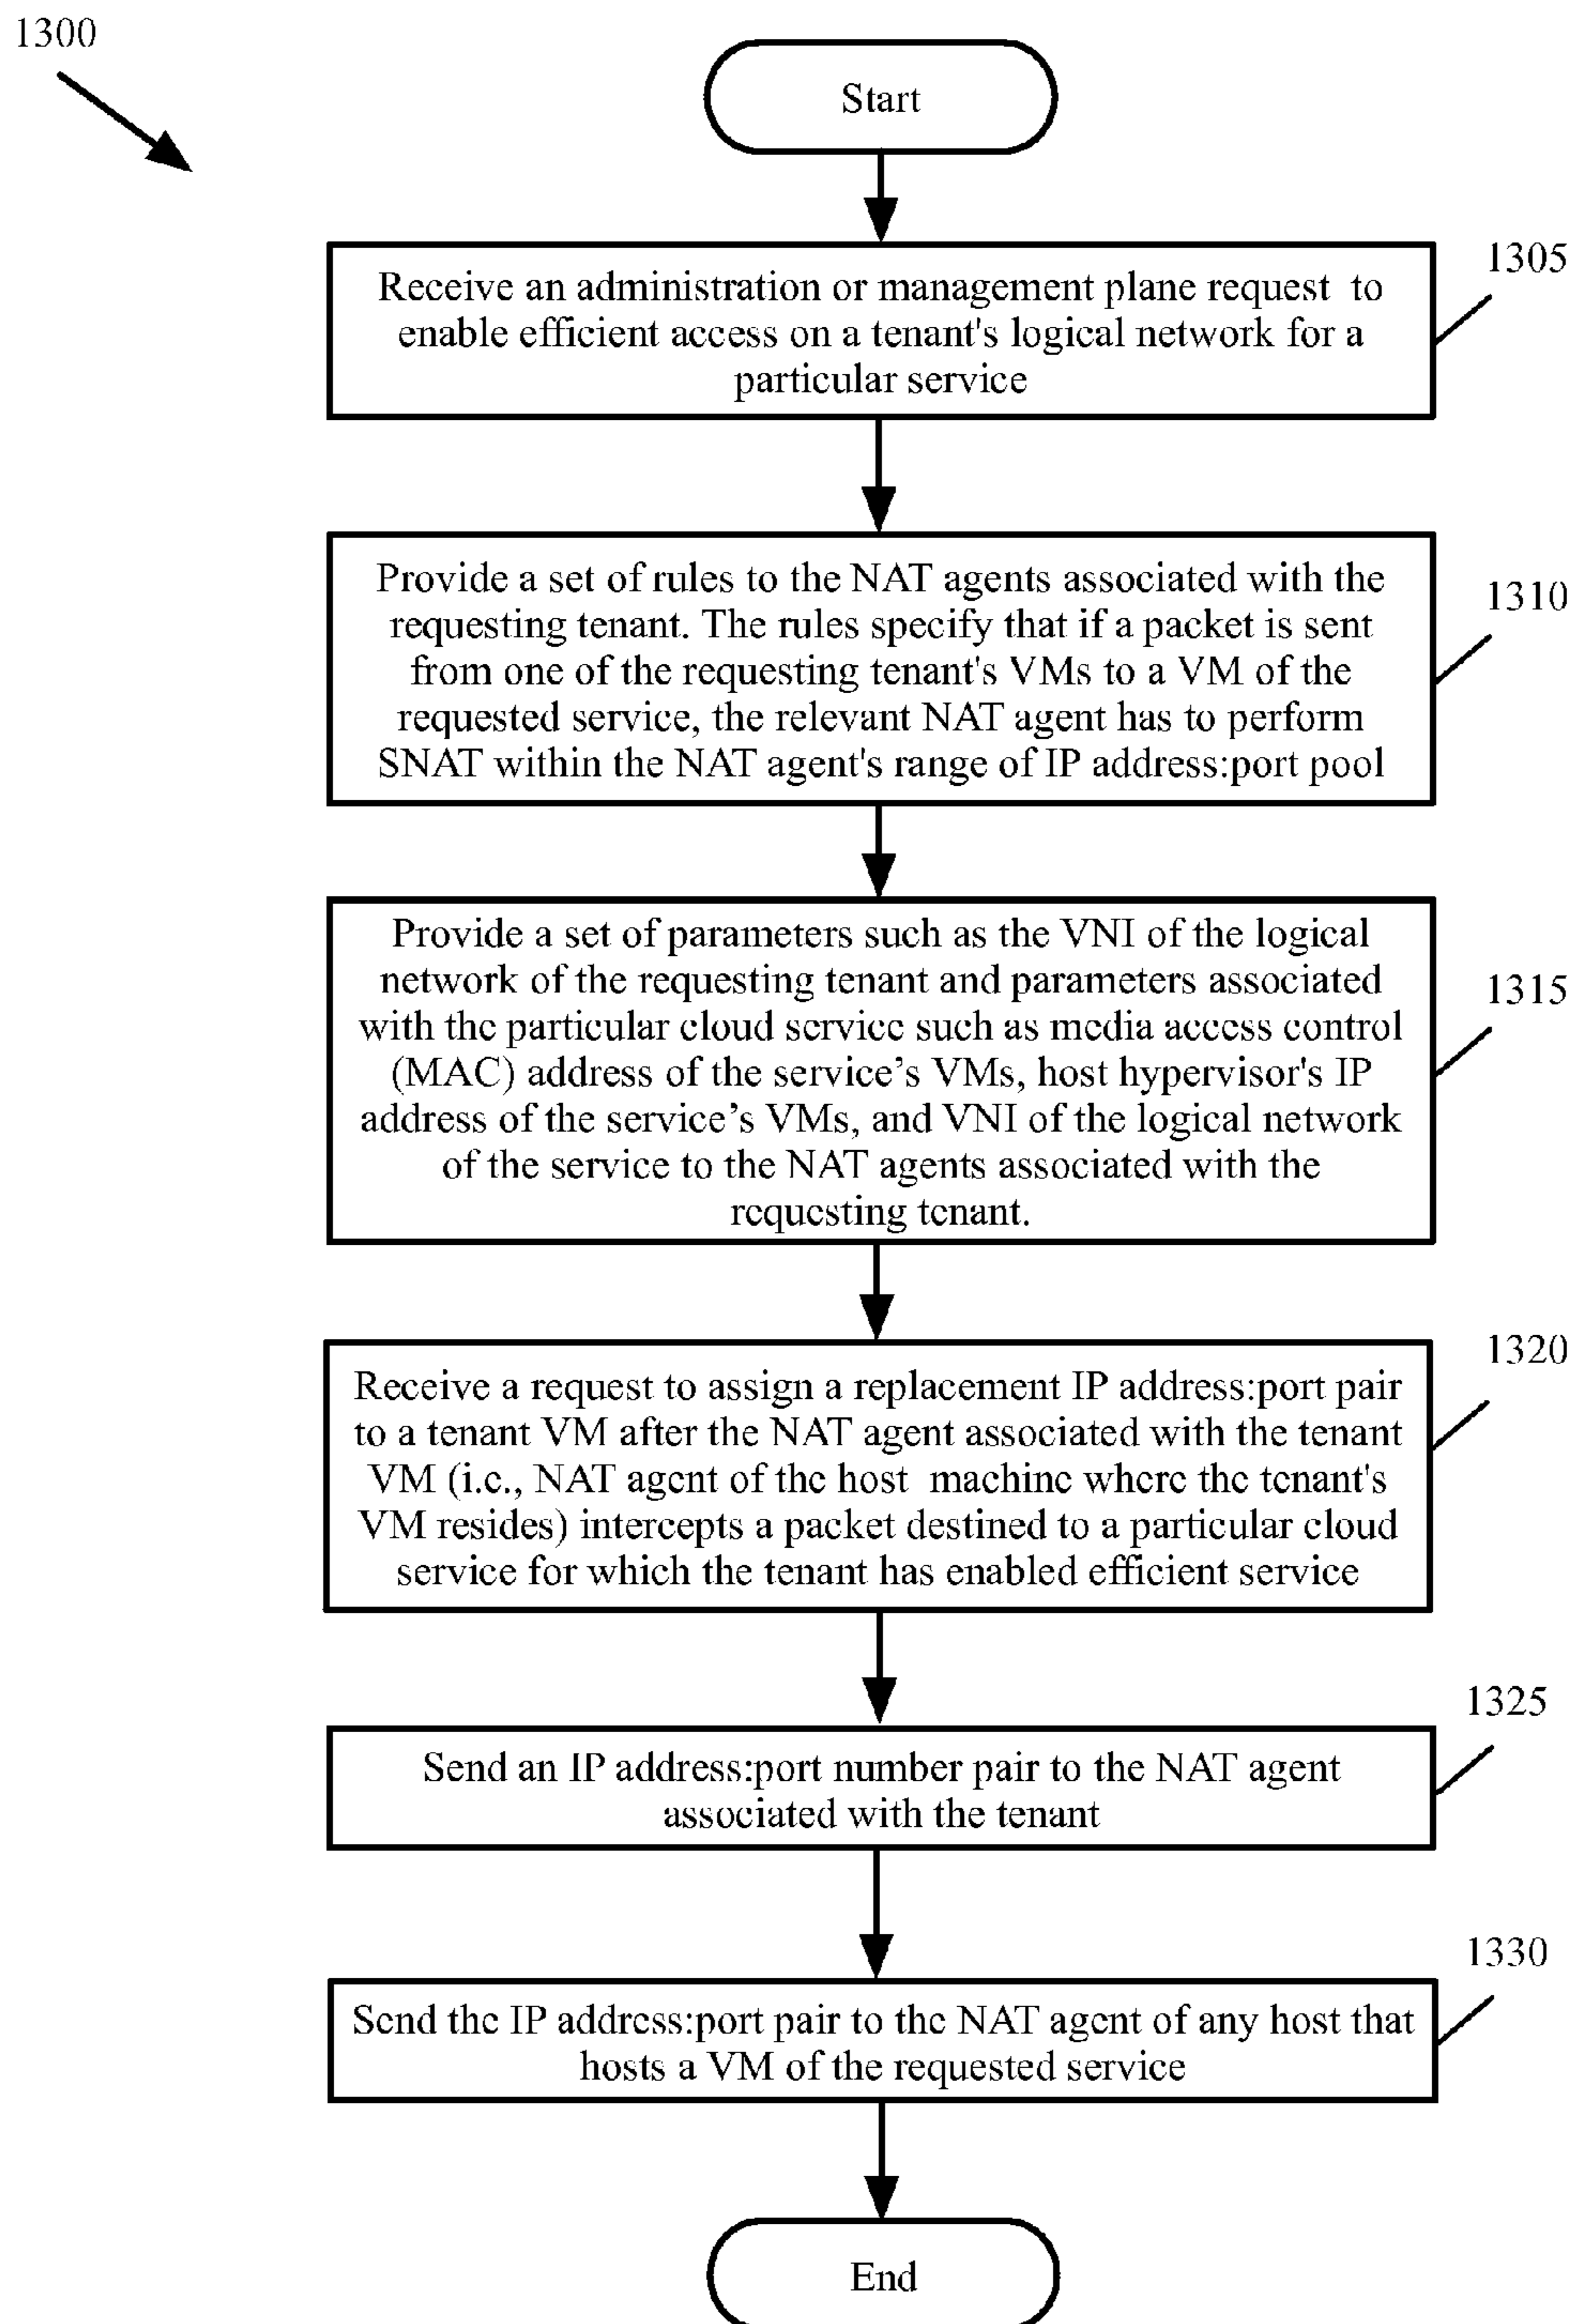 1300
Start
1305
Receive an administration or management plane request to
enable efficient access on a tenant's logical network for a
particular service
1310
Provide a set of rules to the NAT agents associated with the
requesting tenant. The rules specify that if a packet is sent
from one of the requesting tenant's VMs to a VM of the
requested service, the relevant NAT agent has to perform
SNAT within the NAT agent's range of IP address:port pool
1315
Provide a set of parameters such as the VNI of the logical
network of the requesting tenant and parameters associated
with the particular cloud service such as media access control
(MAC) address of the service’s VMs, host hypervisor's IP
address of the service’s VMs, and VNI of the logical network
of the service to the NAT agents associated with the
requesting tenant.
1320
Receive a request to assign a replacement IP address:port pair
to a tenant VM after the NAT agent associated with the tenant
VM (i.e., NAT agent of the host machine where the tenant's
VM resides) intercepts a packet destined to a particular cloud
service for which the tenant has enabled efficient service
1325
Send an IP address:port number pair to the NAT agent
associated with the tenant
1330
Send the IP address:port pair to the NAT agent of any host that
hosts a VM of the requested service
End